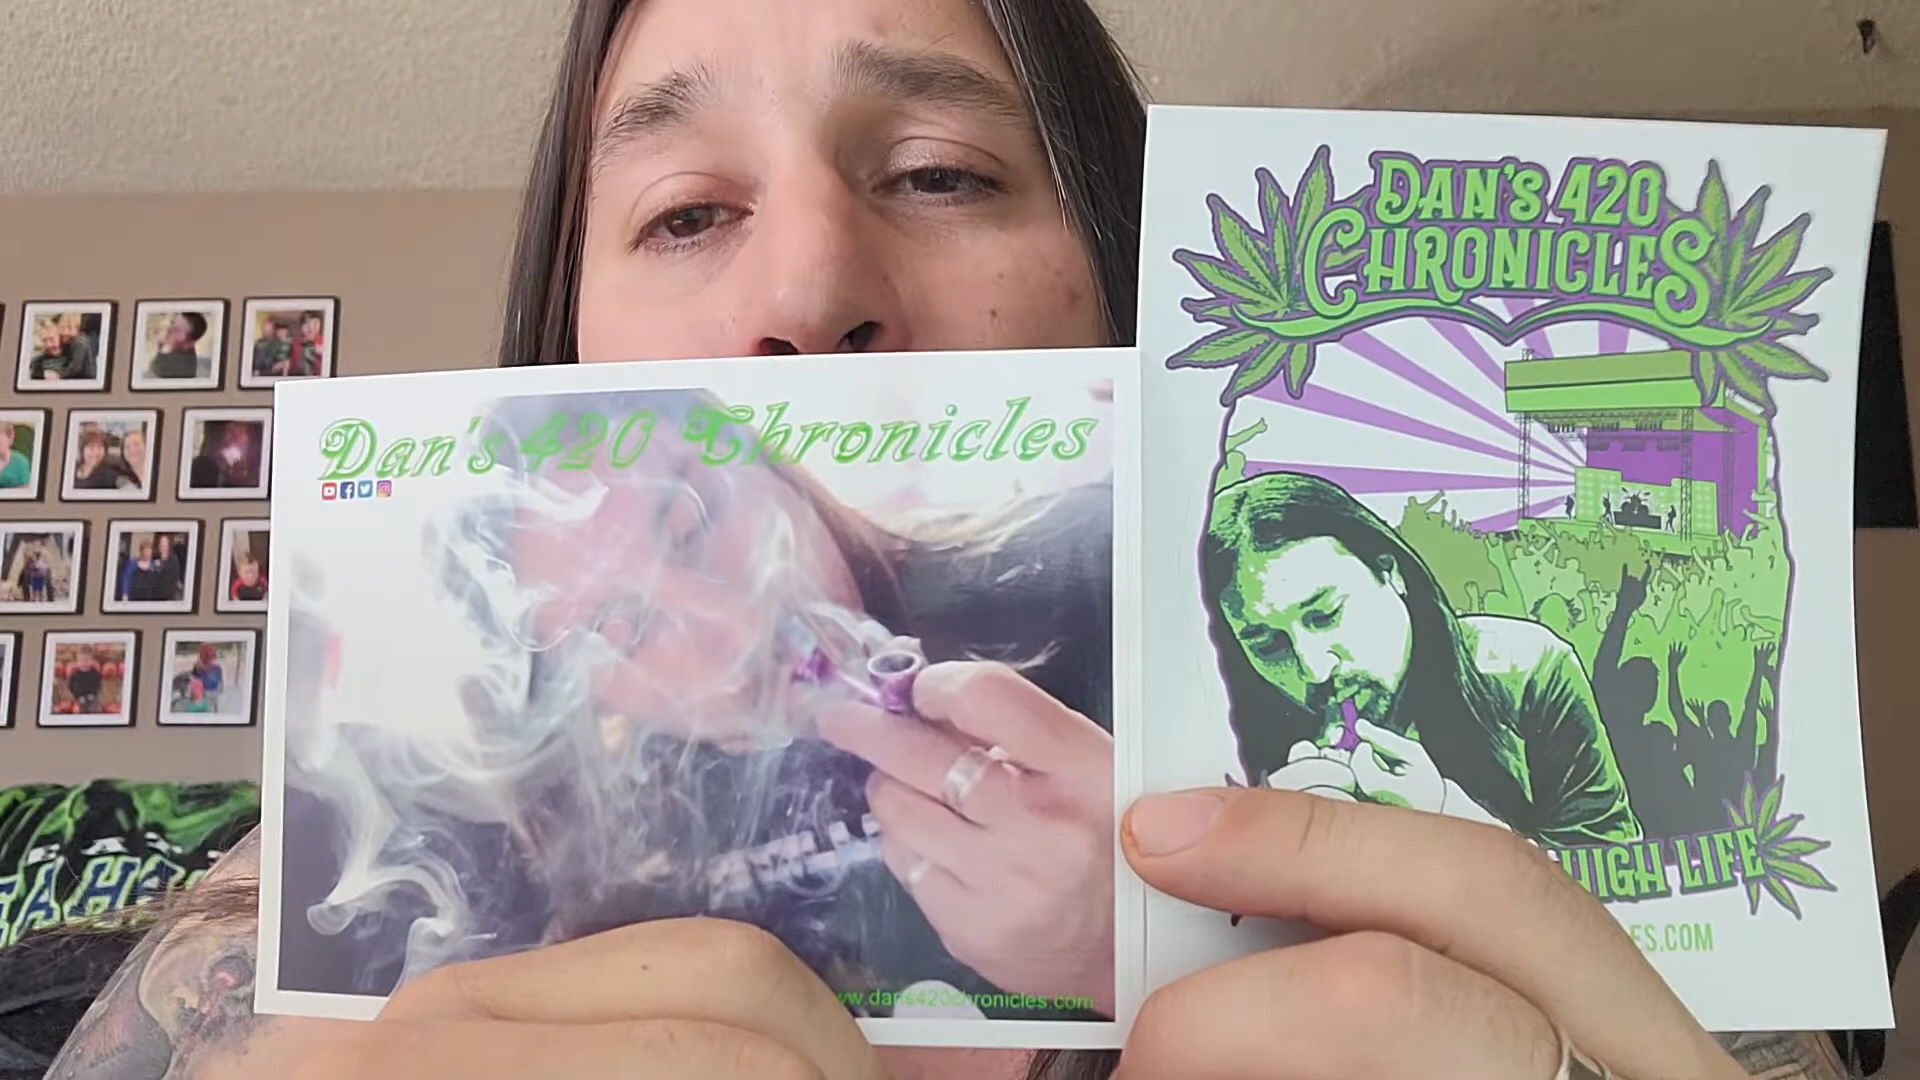 Dan's 420 Chronicles
www.dans420chronicles.com
DAN'S 420
CHRONICLES
HIGH LIFE
ES.COM